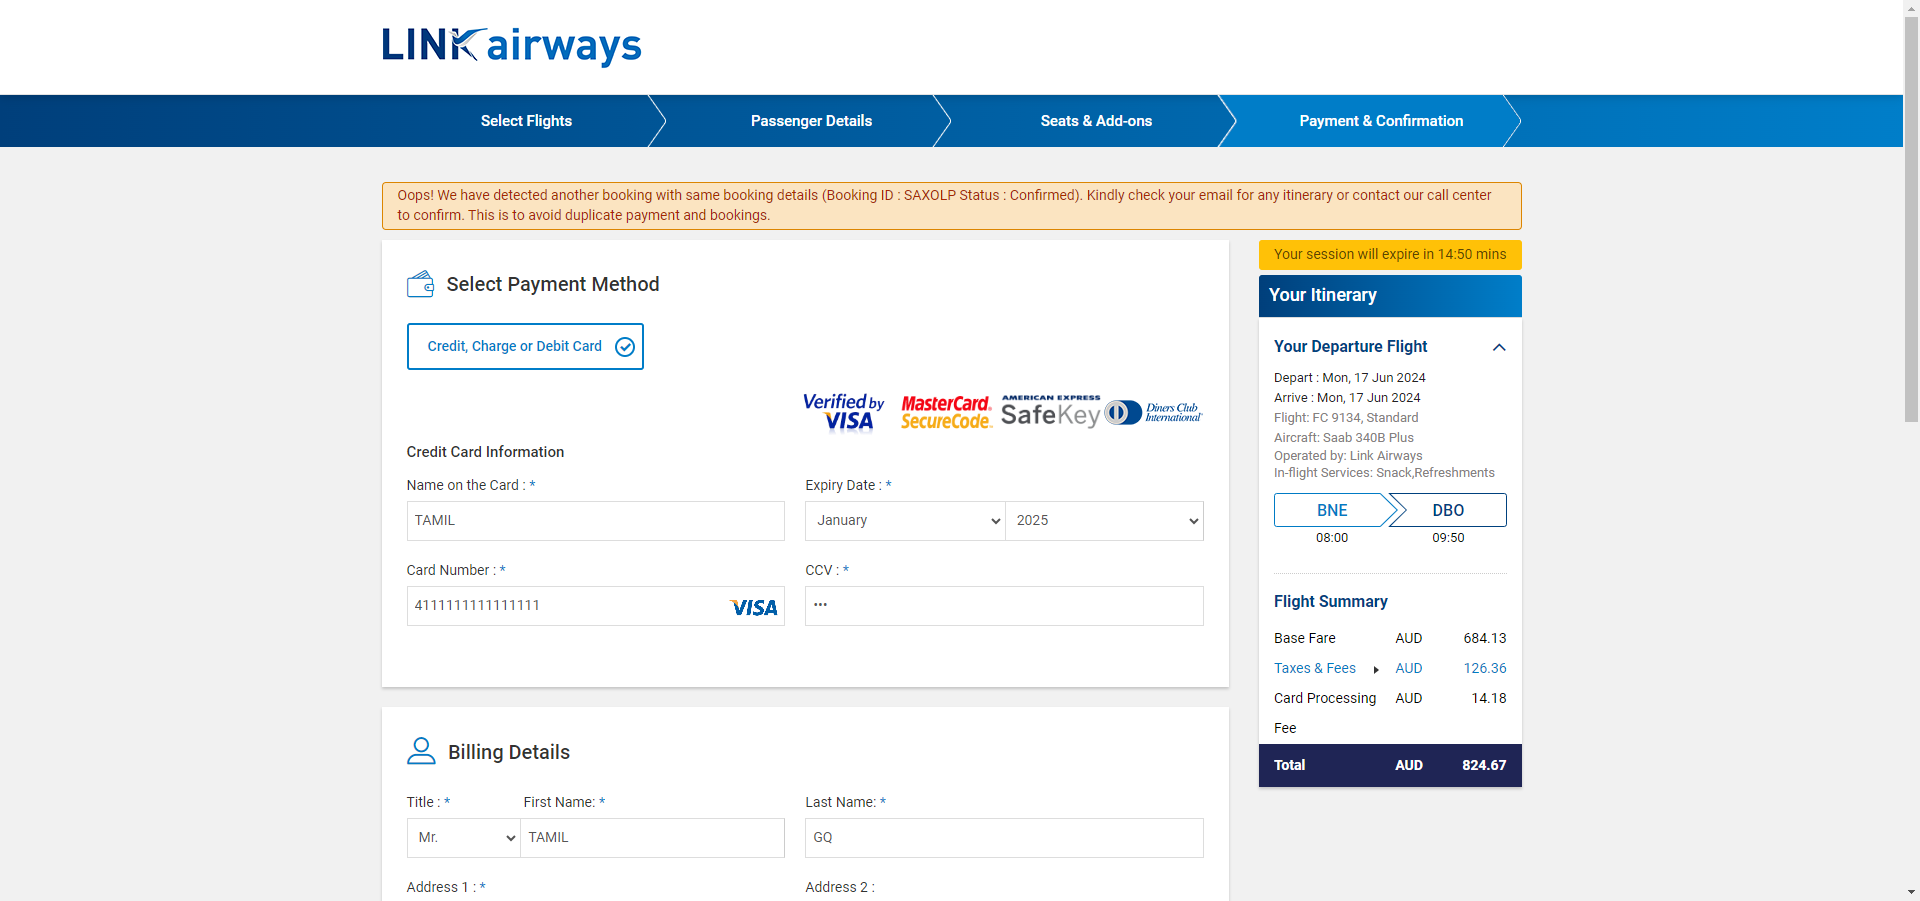 LINK airways
Select Flights
Passenger Details
Seats & Add-ons
Payment & Confirmation
Oops! We have detected another booking with same booking details (Booking ID : SAXOLP Status : Confirmed). Kindly check your email for any itinerary or contact our call center
to confirm. This is to avoid duplicate payment and bookings.
Select Payment Method
Credit, Charge or Debit Card
Verified by
VISA
MasterCard.
SecureCode.
AMERICAN EXPRESS
SafeKey
Diners Club
International
Credit Card Information
Name on the Card : *
Expiry Date : *
TAMIL
January
2025
Card Number : *
CCV : *
4111111111111111
VISA
•••
Billing Details
Title : *
First Name: *
Last Name: *
Mr.
TAMIL
GQ
Address 1 : *
Address 2 :
Your session will expire in 14:50 mins
Your Itinerary
Your Departure Flight
Depart : Mon, 17 Jun 2024
Arrive : Mon, 17 Jun 2024
Flight: FC 9134, Standard
Aircraft: Saab 340B Plus
Operated by: Link Airways
In-flight Services: Snack,Refreshments
BNE
DBO
08:00
09:50
Flight Summary
Base Fare AUD 684.13
Taxes & Fees AUD 126.36
Card Processing AUD 14.18
Fee
Total AUD 824.67